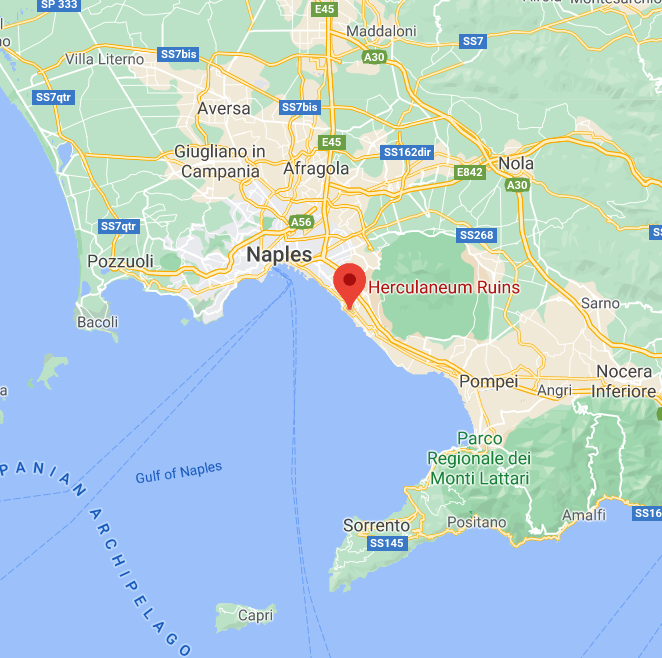 SP 333
E45
Maddaloni
SS7
A30
SS7bis
Villa Literno
SS7qtr
Aversa
SS7bis
E45
Giugliano in
Campania
Afragola
SS162dir
Nola
E842
A30
SS7qtr
A56
SS268
Naples
Pozzuoli
Herculaneum Ruins
Sarno
Bacoli
Nocera
Inferiore
Pompei
Angri
Parco
Regionale dei
Monti Lattari
Gulf of Naples
PANIAN ARCHIPELAGO
Sorrento
Positano
Amalfi
SS16
SS145
Capri